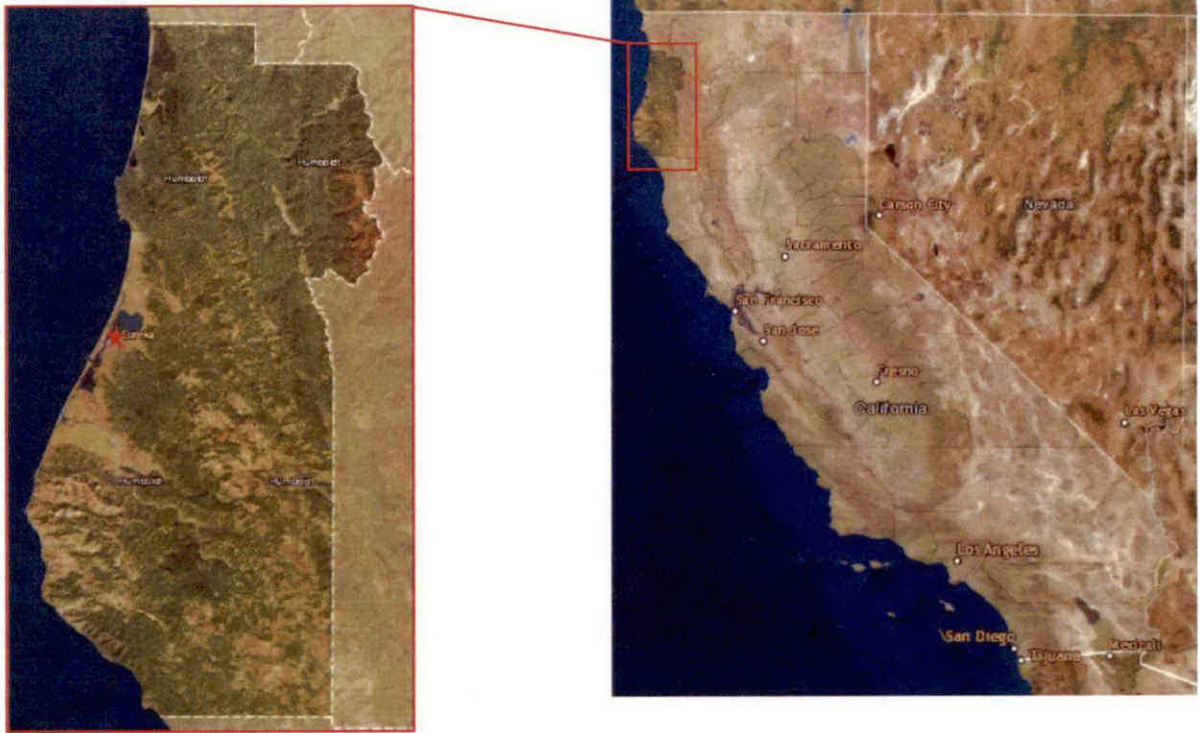 Humboldt
Humboldt
Eureka
Humboldt
Humboldt
Carson City
Nevada
Sacramento
San Francisco
San Jose
Fresno
California
Las Vegas
Los Angeles
San Diego
Tijuana
Mexicali